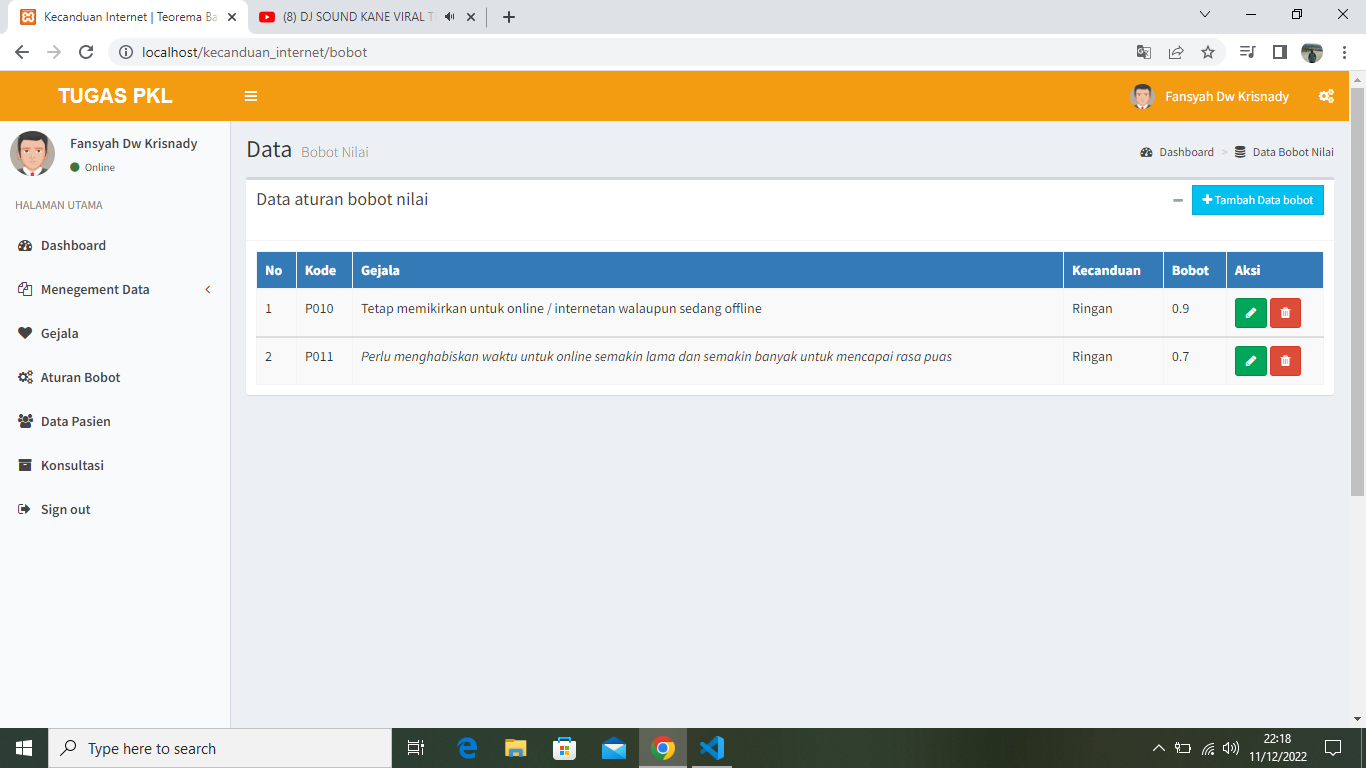 Kecanduan Internet | Teorema Ba
(8) DJ SOUND KANE VIRAL T
localhost/kecanduan_internet/bobot
TUGAS PKL
Fansyah Dw Krisnady
Fansyah Dw Krisnady
Online
Data Bobot Nilai
Dashboard > Data Bobot Nilai
HALAMAN UTAMA
Dashboard
Menegement Data
Gejala
Aturan Bobot
Data Pasien
Konsultasi
Sign out
Data aturan bobot nilai
Tambah Data bobot
No Kode Gejala Kecanduan Bobot Aksi
1 P010 Tetap memikirkan untuk online / internetan walaupun sedang offline Ringan 0.9
2 P011 Perlu menghabiskan waktu untuk online semakin lama dan semakin banyak untuk mencapai rasa puas Ringan 0.7
Type here to search
22:18
11/12/2022